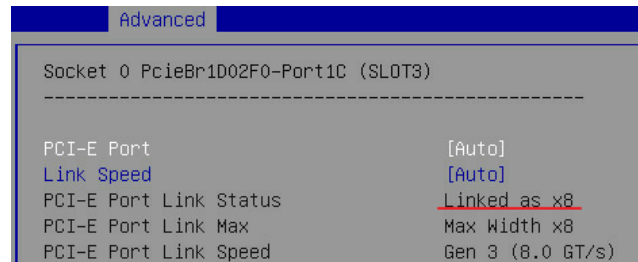 Advanced
Socket 0 PcieBr1D02F0-Port1C (SLOT3)
PCI-E Port [Auto]
Link Speed [Auto]
PCI-E Port Link Status Linked as x8
PCI-E Port Link Max Max Width x8
PCI-E Port Link Speed Gen 3 (8.0 GT/s)